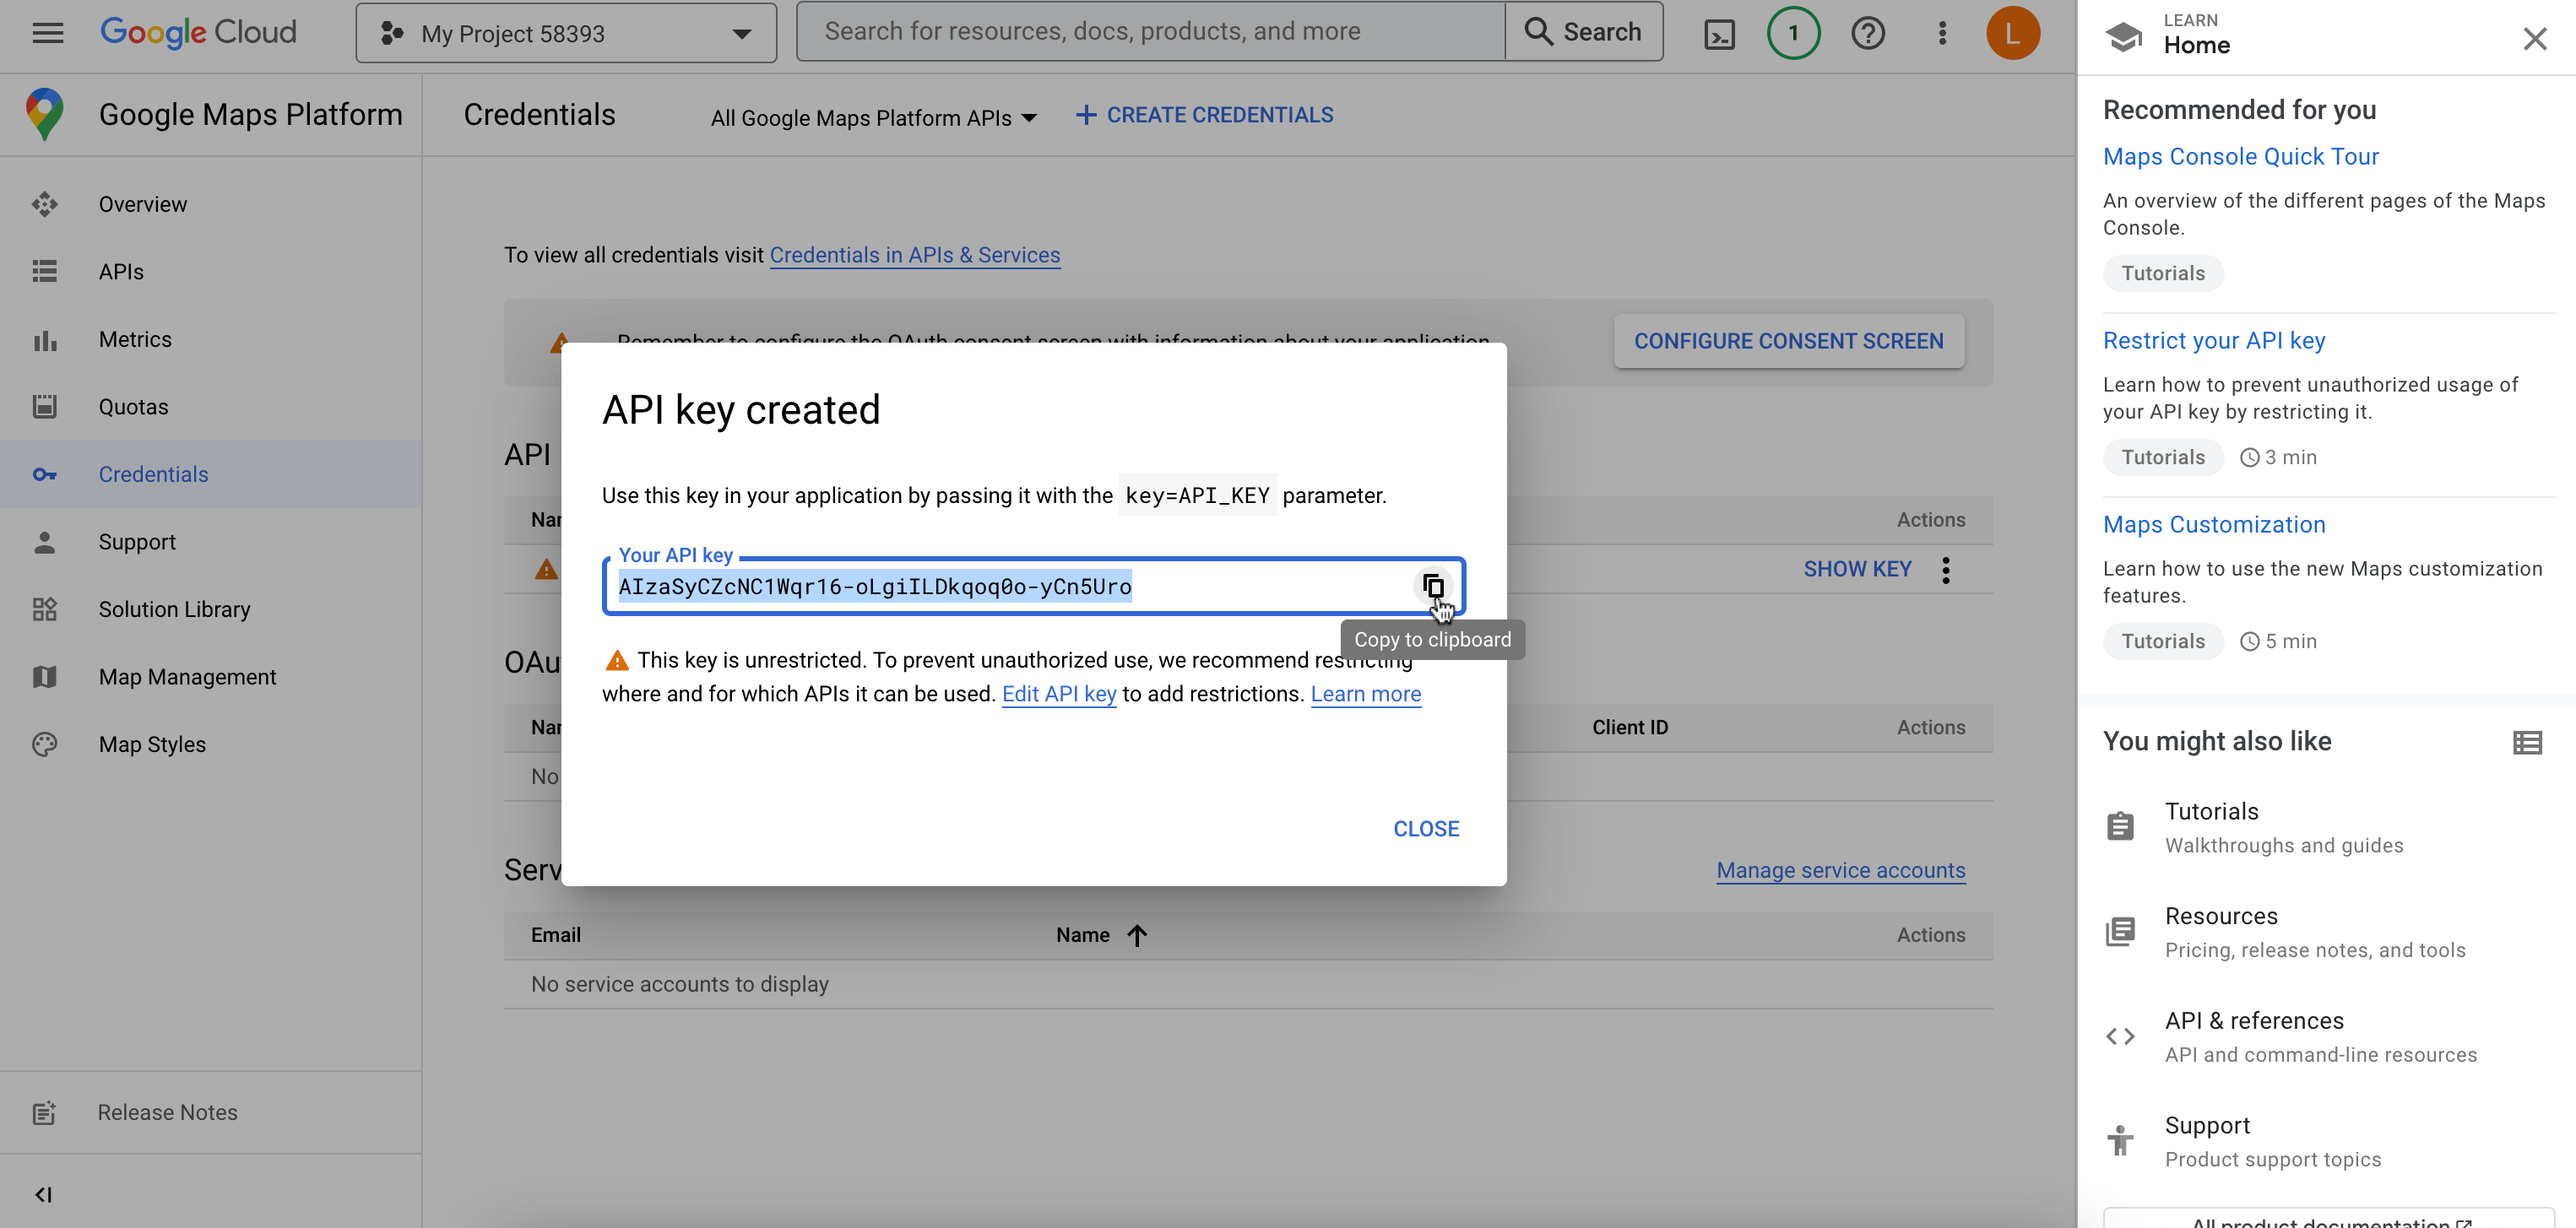 Google Cloud
My Project 58393
Search for resources, docs, products, and more
Search
1
L
LEARN
Home
Google Maps Platform
Credentials
All Google Maps Platform APIs
CREATE CREDENTIALS
Overview
APIs
Metrics
Quotas
Credentials
Support
Solution Library
Map Management
Map Styles
Release Notes
To view all credentials visit Credentials in APIs & Services
Remember to configure the OAuth consent screen with information about your application.
CONFIGURE CONSENT SCREEN
API
Actions
SHOW KEY
API key created
Use this key in your application by passing it with the key=API_KEY parameter.
Your API key
AIzaSyCZcNC1Wqr16-oLgiILDkqoq0o-yCn5Uro
Copy to clipboard
This key is unrestricted. To prevent unauthorized use, we recommend restricting
where and for which APIs it can be used. Edit API key to add restrictions. Learn more
CLOSE
Client ID
Actions
No
Manage service accounts
Email
Name
Actions
No service accounts to display
Recommended for you
Maps Console Quick Tour
An overview of the different pages of the Maps
Console.
Tutorials
Restrict your API key
Learn how to prevent unauthorized usage of
your API key by restricting it.
Tutorials
3 min
Maps Customization
Learn how to use the new Maps customization
features.
Tutorials
5 min
You might also like
Tutorials
Walkthroughs and guides
Resources
Pricing, release notes, and tools
API & references
API and command-line resources
Support
Product support topics
All product documentation